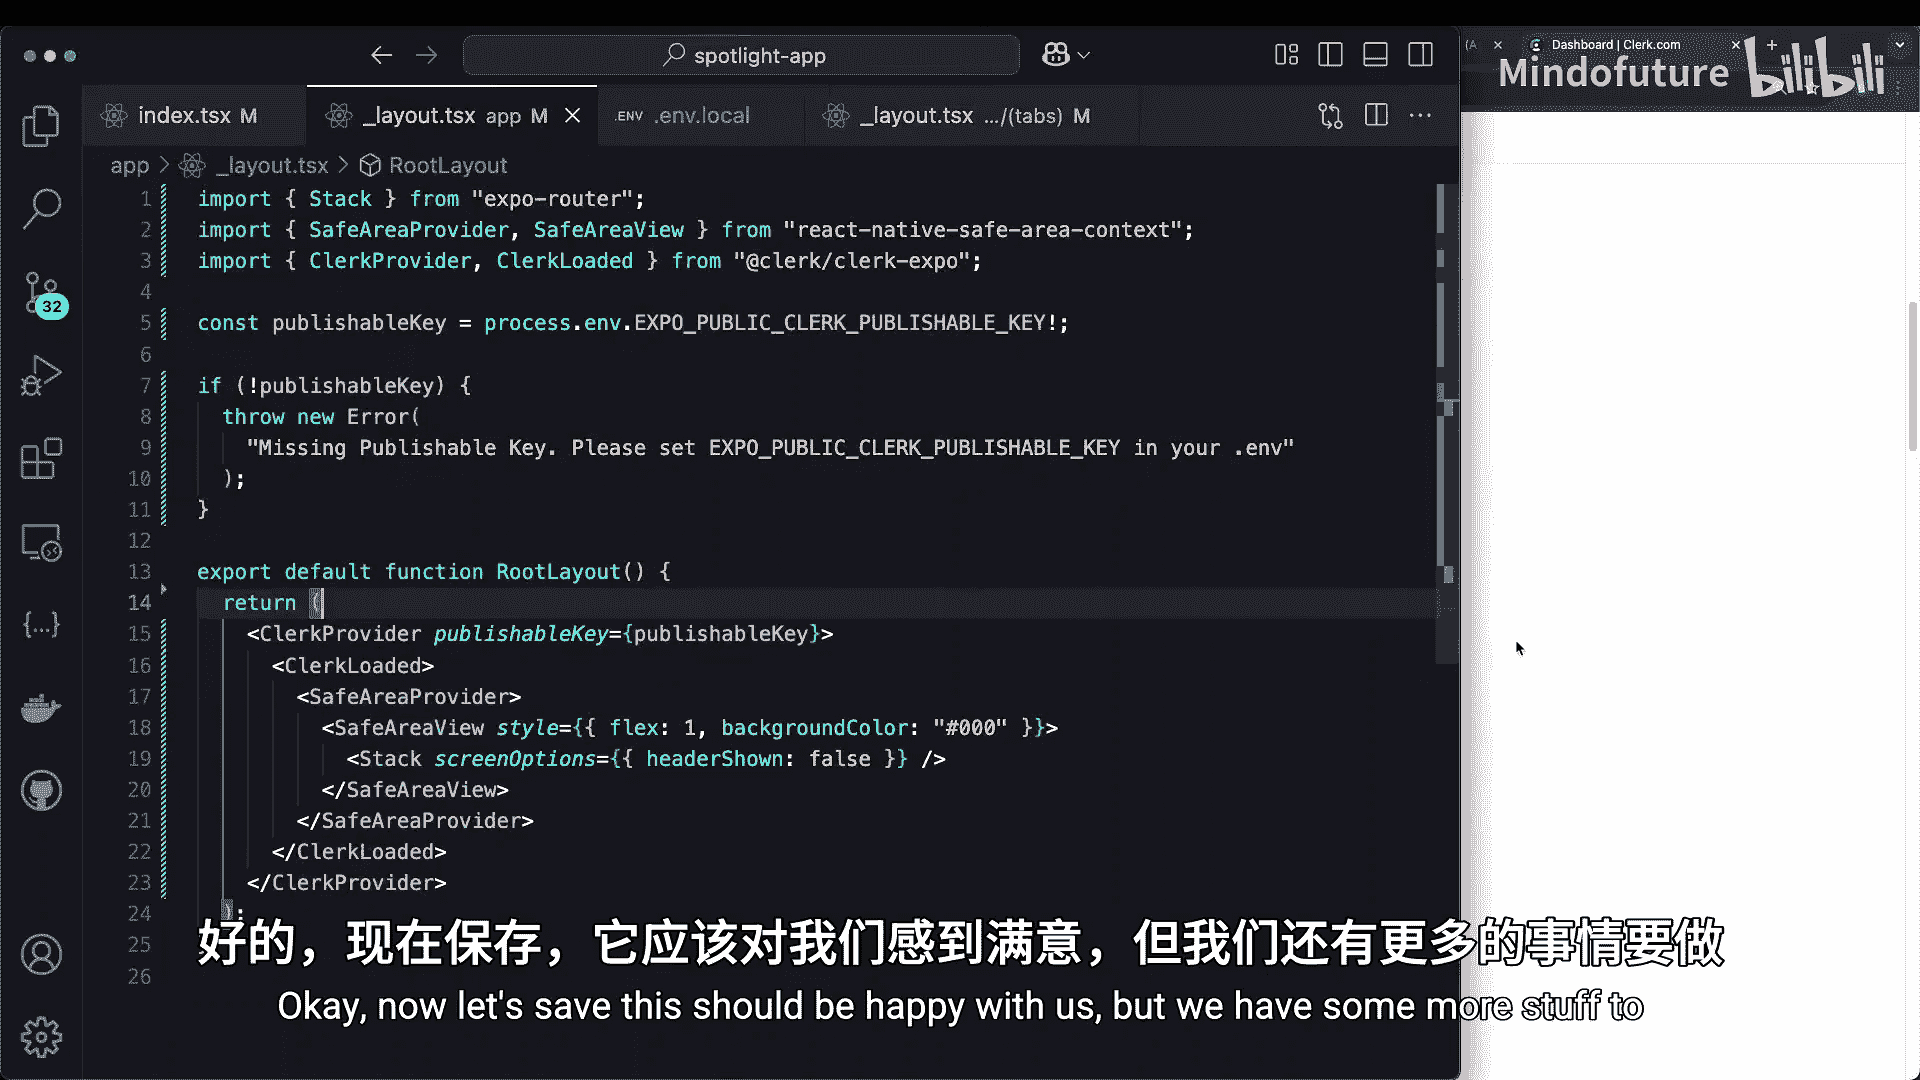 spotlight-app
Dashboard | Clerk.com
Mindofuture bilibili
index.tsx M
_layout.tsx app M
.ENV .env.local
_layout.tsx .../(tabs) M
app > _layout.tsx > RootLayout
1 import { Stack } from "expo-router";
2 import { SafeAreaProvider, SafeAreaView } from "react-native-safe-area-context";
3 import { ClerkProvider, ClerkLoaded } from "@clerk/clerk-expo";
4
5 const publishableKey = process.env.EXPO_PUBLIC_CLERK_PUBLISHABLE_KEY!;
6
7 if (!publishableKey) {
8 throw new Error(
9 "Missing Publishable Key. Please set EXPO_PUBLIC_CLERK_PUBLISHABLE_KEY in your .env"
10 );
11 }
12
13 export default function RootLayout() {
14 return (
15 <ClerkProvider publishableKey={publishableKey}>
16 <ClerkLoaded>
17 <SafeAreaProvider>
18 <SafeAreaView style={{ flex: 1, backgroundColor: "#000" }}>
19 <Stack screenOptions={{ headerShown: false }} />
20 </SafeAreaView>
21 </SafeAreaProvider>
22 </ClerkLoaded>
23 </ClerkProvider>
24 );
25
26
32
好的，现在保存，它应该对我们感到满意，但我们还有更多的事情要做
Okay, now let's save this should be happy with us, but we have some more stuff to